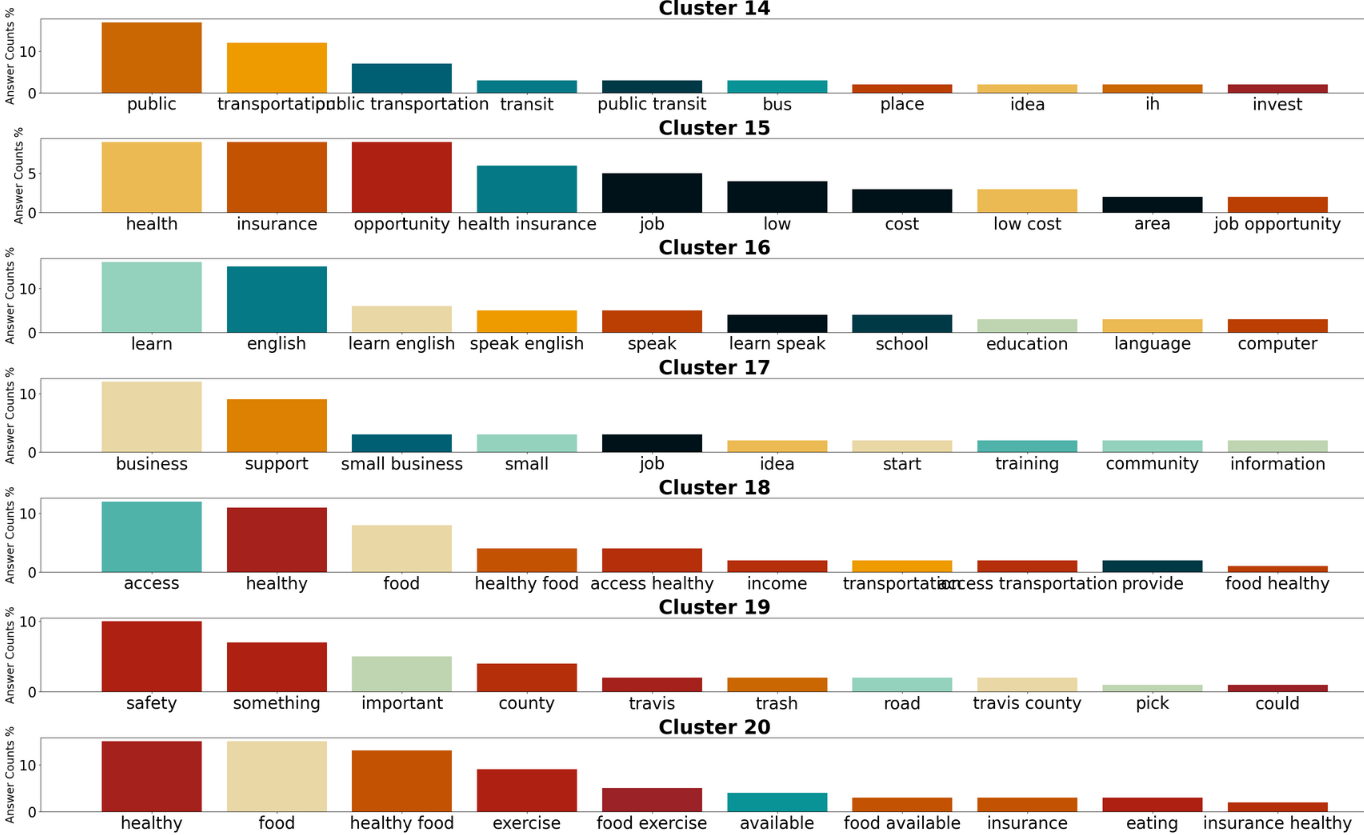 Cluster 14
Answer Counts %
10
0
public transportation public transportation transit public transit bus place idea ih invest
Cluster 15
Answer Counts %
5
0
health insurance opportunity health insurance job low cost low cost area job opportunity
Cluster 16
Answer Counts %
10
0
learn english learn english speak english speak learn speak school education language computer
Cluster 17
Answer Counts %
10
0
business support small business small job idea start training community information
Cluster 18
Answer Counts %
10
0
access healthy food healthy food access healthy income transportation access transportation provide food healthy
Cluster 19
Answer Counts %
10
0
safety something important county travis trash road travis county pick could
Cluster 20
Answer Counts %
10
0
healthy food healthy food exercise food exercise available food available insurance eating insurance healthy